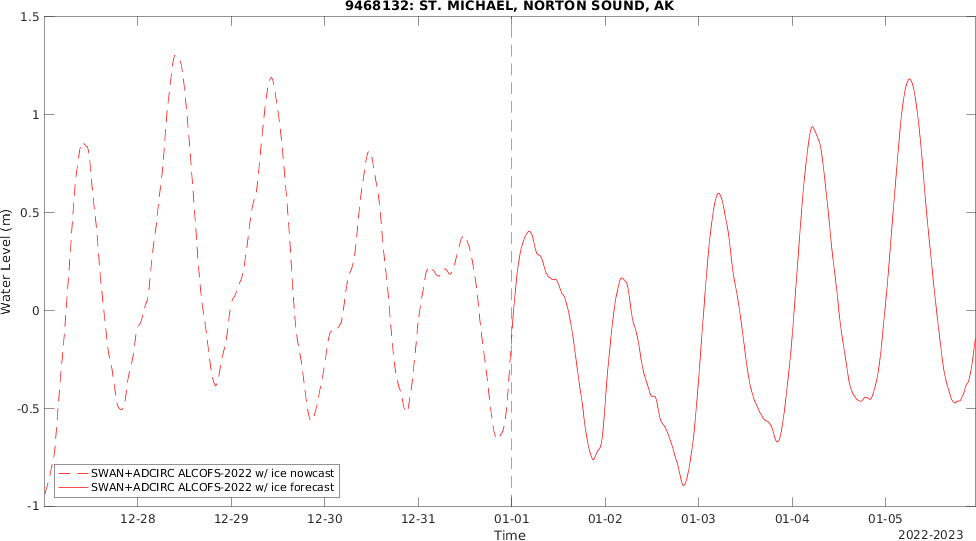 9468132: ST. MICHAEL, NORTON SOUND, AK
1.5
1
0.5
0
-0.5
-1
Water Level (m)
SWAN+ADCIRC ALCOFS-2022 w/ ice nowcast
SWAN+ADCIRC ALCOFS-2022 w/ ice forecast
12-28 12-29 12-30 12-31 01-01 01-02 01-03 01-04 01-05
Time
2022-2023